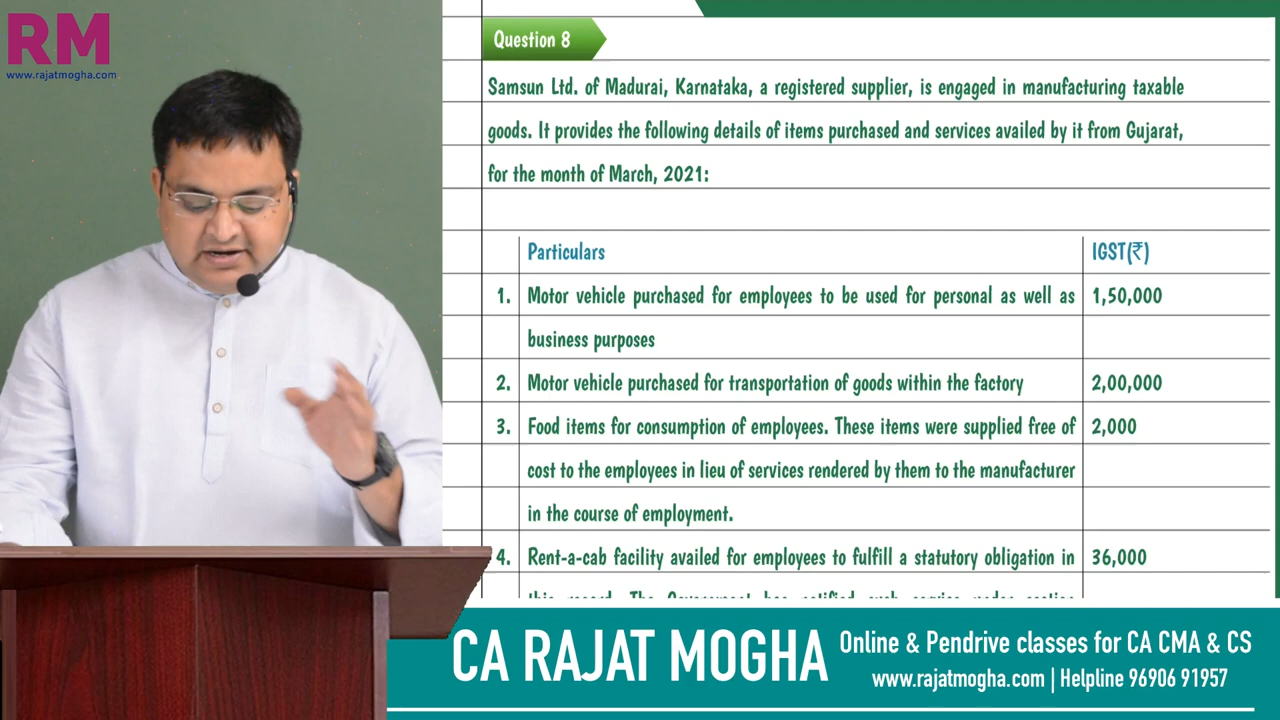 RM
www.rajatmogha.com
Question 8
Samsun Ltd. of Madurai, Karnataka, a registered supplier, is engaged in manufacturing taxable
goods. It provides the following details of items purchased and services availed by it from Gujarat,
for the month of March, 2021:
Particulars IGST(₹)
1. Motor vehicle purchased for employees to be used for personal as well as 1,50,000
business purposes
2. Motor vehicle purchased for transportation of goods within the factory 2,00,000
3. Food items for consumption of employees. These items were supplied free of 2,000
cost to the employees in lieu of services rendered by them to the manufacturer
in the course of employment.
4. Rent-a-cab facility availed for employees to fulfill a statutory obligation in 36,000
CA RAJAT MOGHA
Online & Pendrive classes for CA CMA & CS
www.rajatmogha.com | Helpline 96906 91957